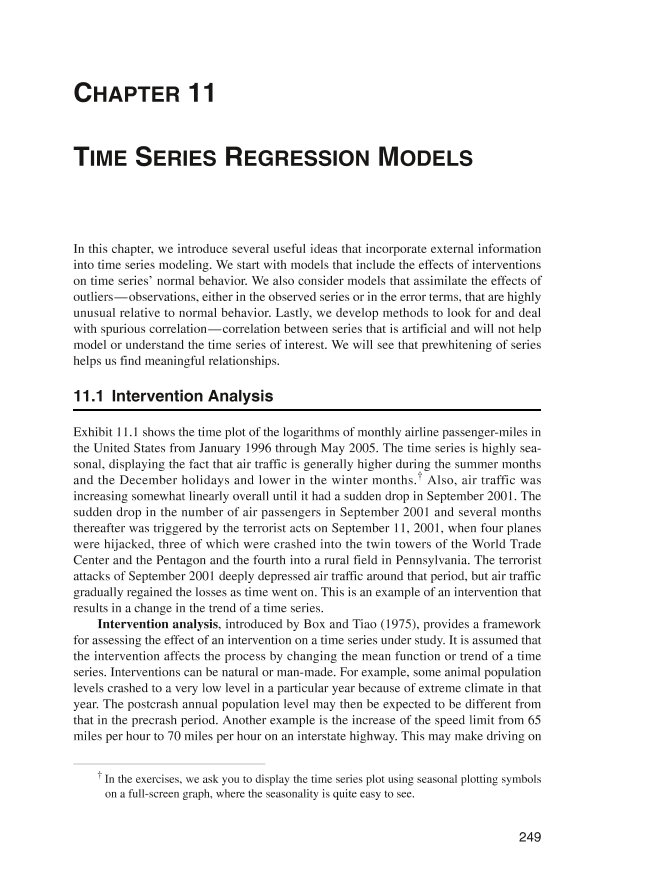 CHAPTER 11
TIME SERIES REGRESSION MODELS
In this chapter, we introduce several useful ideas that incorporate external information
into time series modeling. We start with models that include the effects of interventions
on time series’ normal behavior. We also consider models that assimilate the effects of
outliers—observations, either in the observed series or in the error terms, that are highly
unusual relative to normal behavior. Lastly, we develop methods to look for and deal
with spurious correlation—correlation between series that is artificial and will not help
model or understand the time series of interest. We will see that prewhitening of series
helps us find meaningful relationships.
11.1 Intervention Analysis
Exhibit 11.1 shows the time plot of the logarithms of monthly airline passenger-miles in
the United States from January 1996 through May 2005. The time series is highly sea-
sonal, displaying the fact that air traffic is generally higher during the summer months
and the December holidays and lower in the winter months.† Also, air traffic was
increasing somewhat linearly overall until it had a sudden drop in September 2001. The
sudden drop in the number of air passengers in September 2001 and several months
thereafter was triggered by the terrorist acts on September 11, 2001, when four planes
were hijacked, three of which were crashed into the twin towers of the World Trade
Center and the Pentagon and the fourth into a rural field in Pennsylvania. The terrorist
attacks of September 2001 deeply depressed air traffic around that period, but air traffic
gradually regained the losses as time went on. This is an example of an intervention that
results in a change in the trend of a time series.
Intervention analysis, introduced by Box and Tiao (1975), provides a framework
for assessing the effect of an intervention on a time series under study. It is assumed that
the intervention affects the process by changing the mean function or trend of a time
series. Interventions can be natural or man-made. For example, some animal population
levels crashed to a very low level in a particular year because of extreme climate in that
year. The postcrash annual population level may then be expected to be different from
that in the precrash period. Another example is the increase of the speed limit from 65
miles per hour to 70 miles per hour on an interstate highway. This may make driving on
† In the exercises, we ask you to display the time series plot using seasonal plotting symbols
on a full-screen graph, where the seasonality is quite easy to see.
249